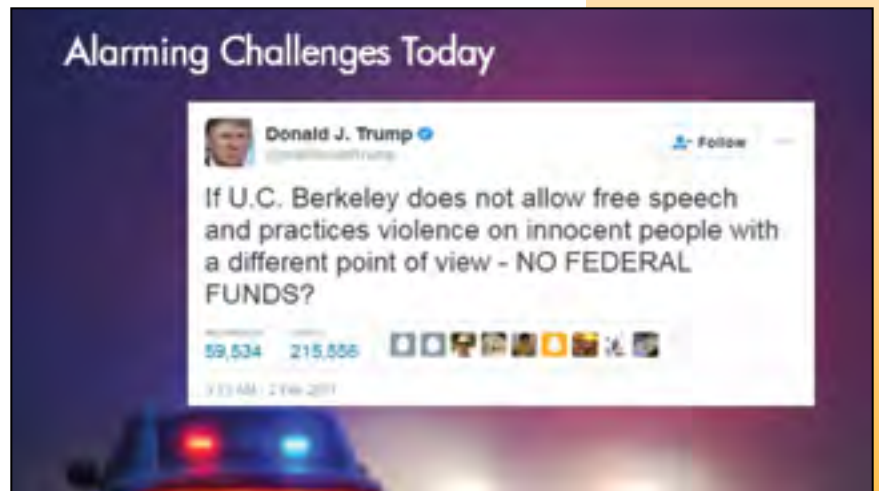 Alarming Challenges Today
Donald J. Trump
Follow
If U.C. Berkeley does not allow free speech
and practices violence on innocent people with
a different point of view - NO FEDERAL
FUNDS?
59,534 215,556